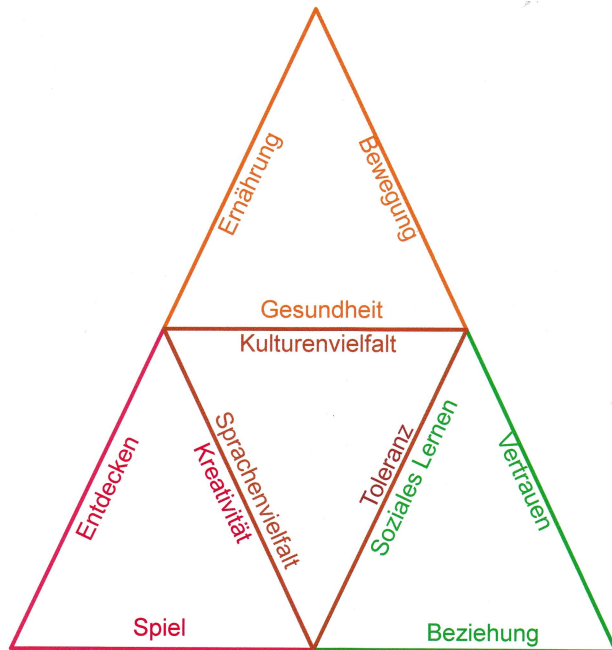 Ernährung
Bewegung
Gesundheit
Kulturenvielfalt
Entdecken
Kreativität
Sprachenvielfalt
Toleranz
Soziales Lernen
Vertrauen
Spiel
Beziehung